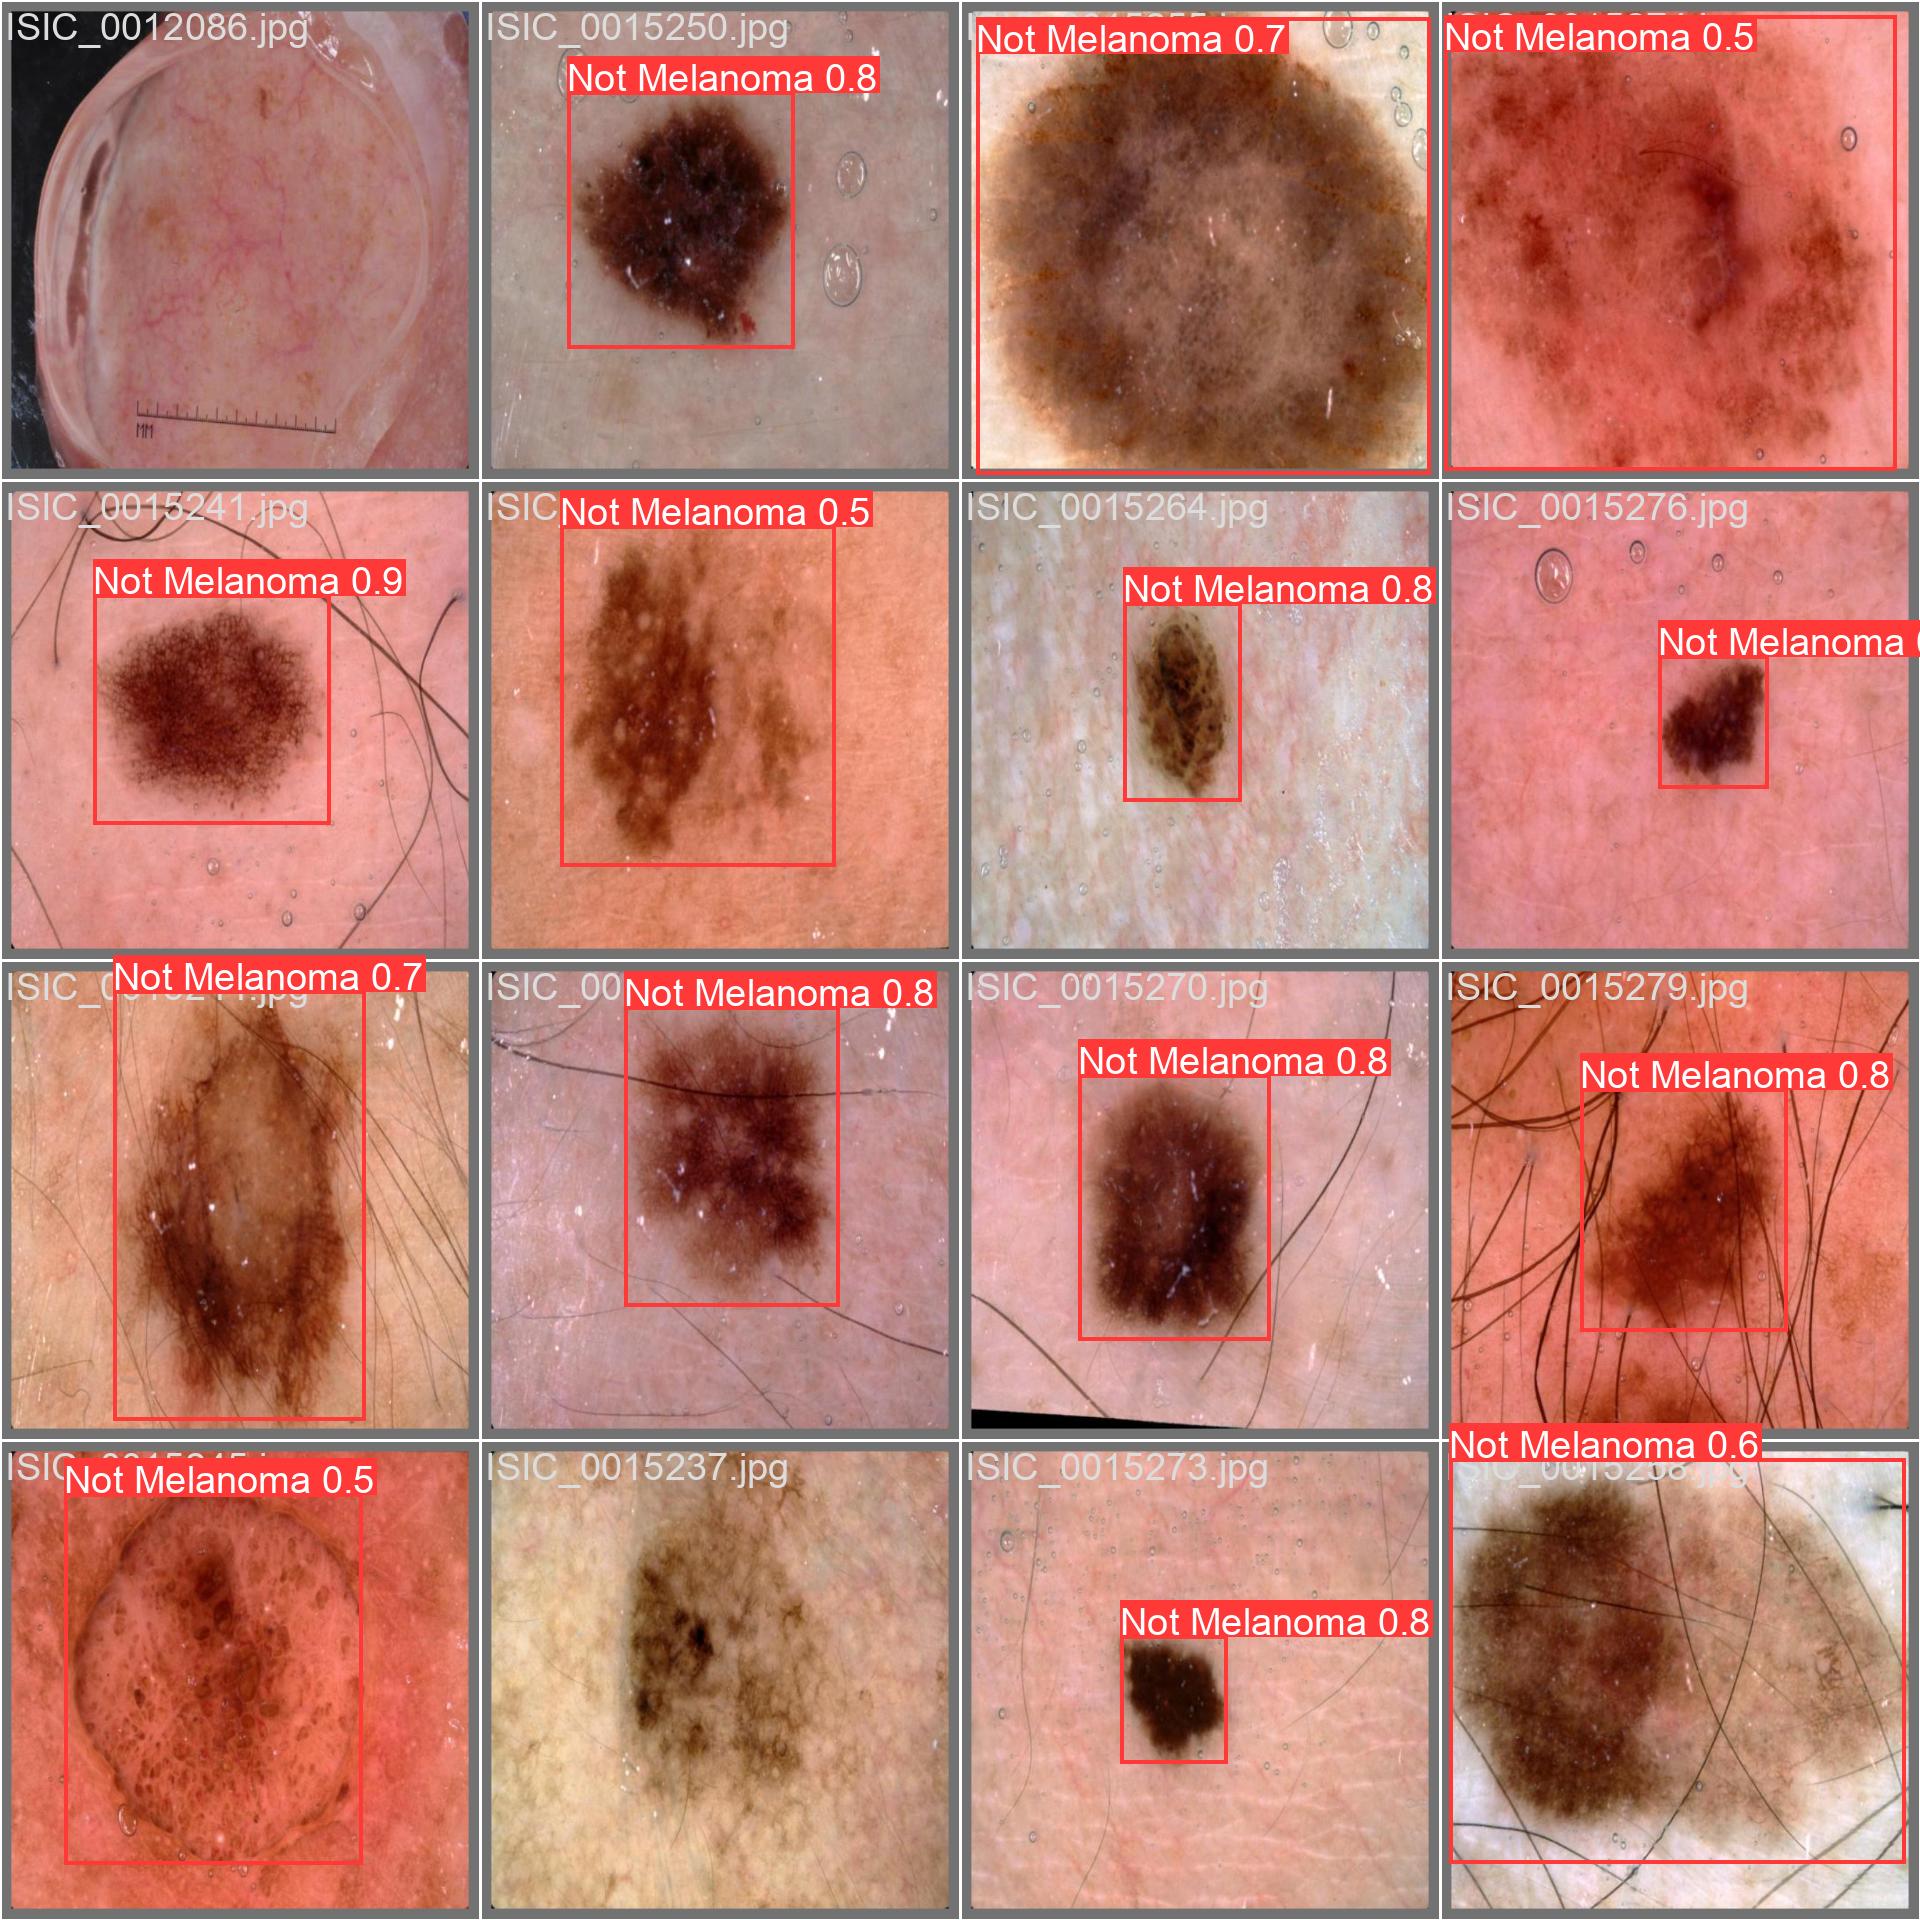 ISIC_0012086.jpg
ISIC_0015250.jpg
Not Melanoma 0.8
Not Melanoma 0.7
Not Melanoma 0.5
MM
ISIC_0015241.jpg
Not Melanoma 0.9
ISIC
Not Melanoma 0.5
ISIC_0015264.jpg
Not Melanoma 0.8
ISIC_0015276.jpg
Not Melanoma
Not Melanoma 0.7
ISIC_00
Not Melanoma 0.8
ISIC_0015270.jpg
Not Melanoma 0.8
ISIC_0015279.jpg
Not Melanoma 0.8
Not Melanoma 0.5
ISIC_0015237.jpg
ISIC_0015273.jpg
Not Melanoma 0.8
Not Melanoma 0.6